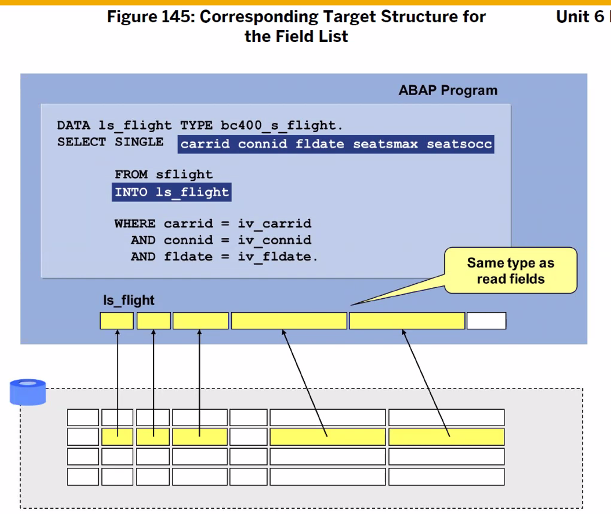 Figure 145: Corresponding Target Structure for
the Field List
Unit 6
ABAP Program
DATA ls_flight TYPE bc400_s_flight.
SELECT SINGLE carrid connid fldate seatsmax seatsocc
FROM sflight
INTO ls_flight
WHERE carrid = iv_carrid
AND connid = iv_connid
AND fldate = iv_fldate.
Same type as
read fields
ls_flight